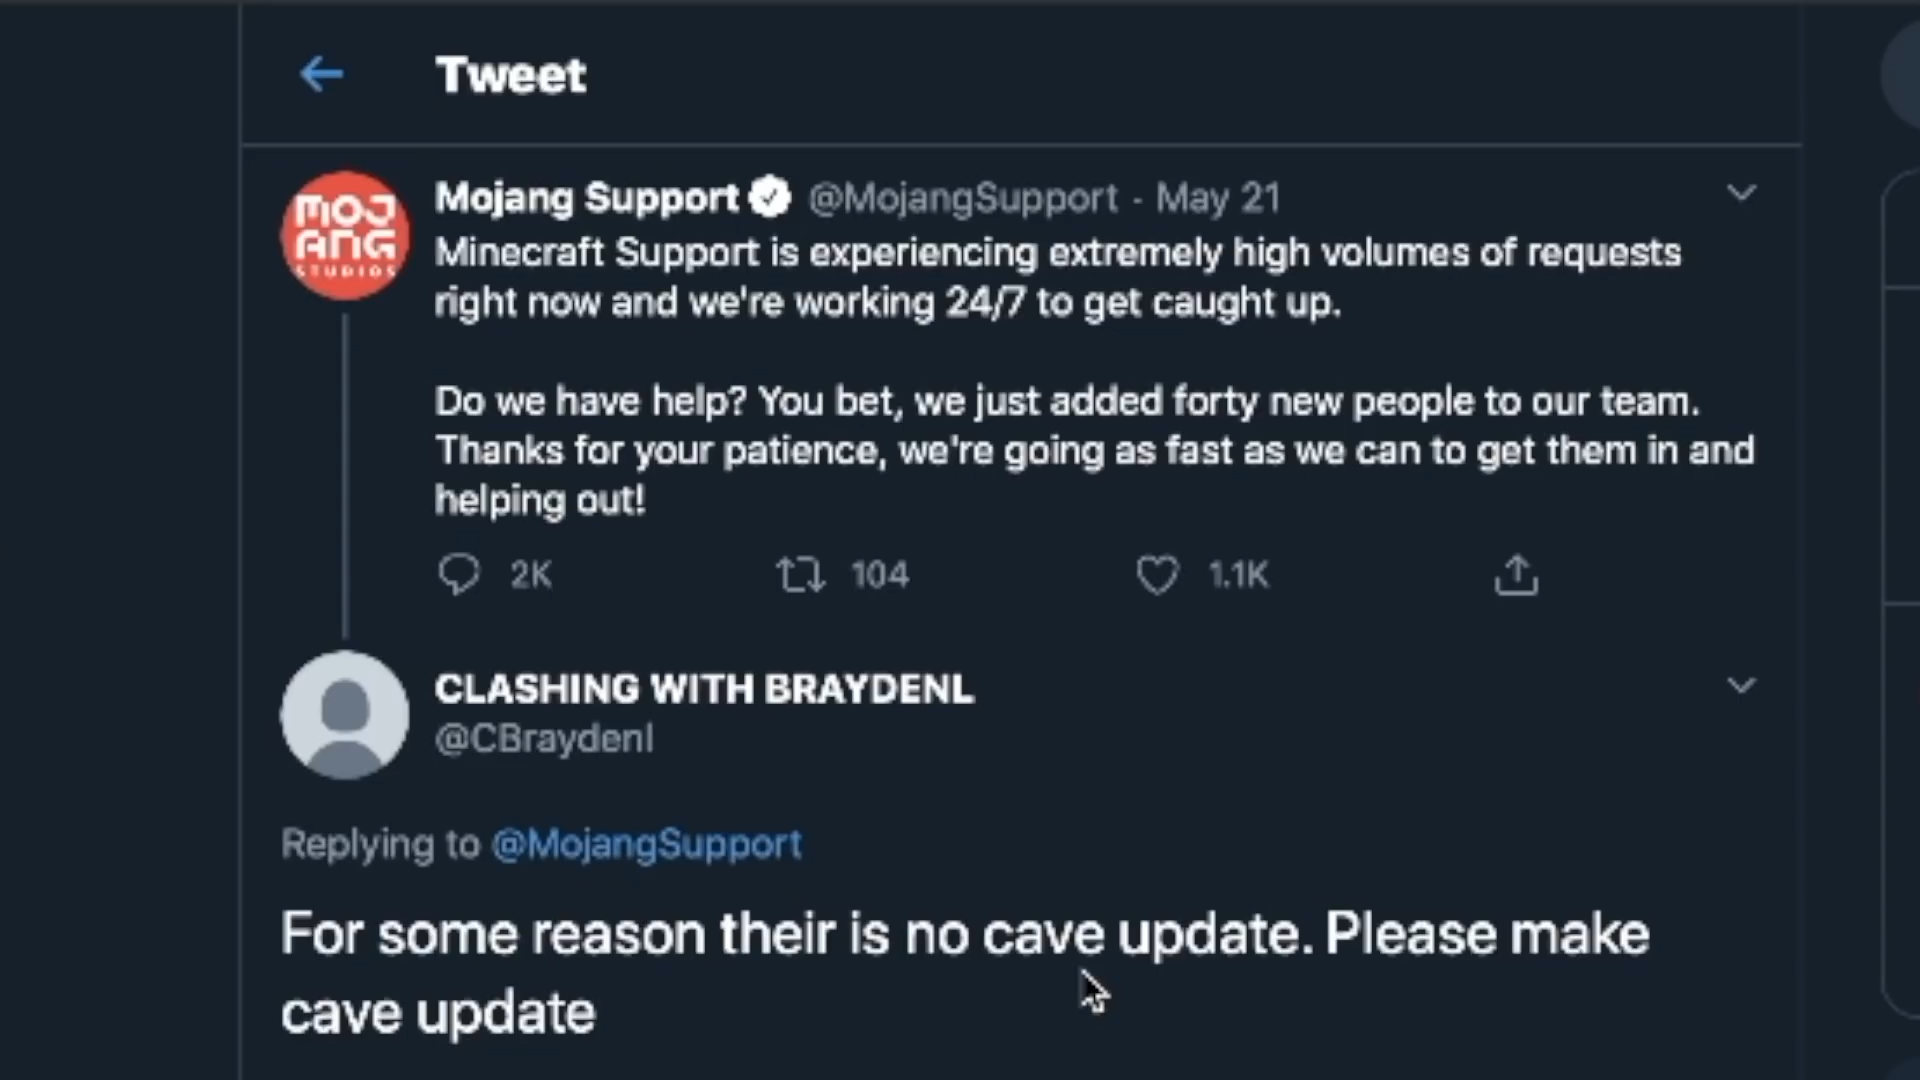 Tweet
MOJ
ANG
STUDIOS
Mojang Support @MojangSupport · May 21
Minecraft Support is experiencing extremely high volumes of requests
right now and we're working 24/7 to get caught up.
Do we have help? You bet, we just added forty new people to our team.
Thanks for your patience, we're going as fast as we can to get them in and
helping out!
2K 104 1.1K
CLASHING WITH BRAYDENL
@CBraydenl
Replying to @MojangSupport
For some reason their is no cave update. Please make
cave update